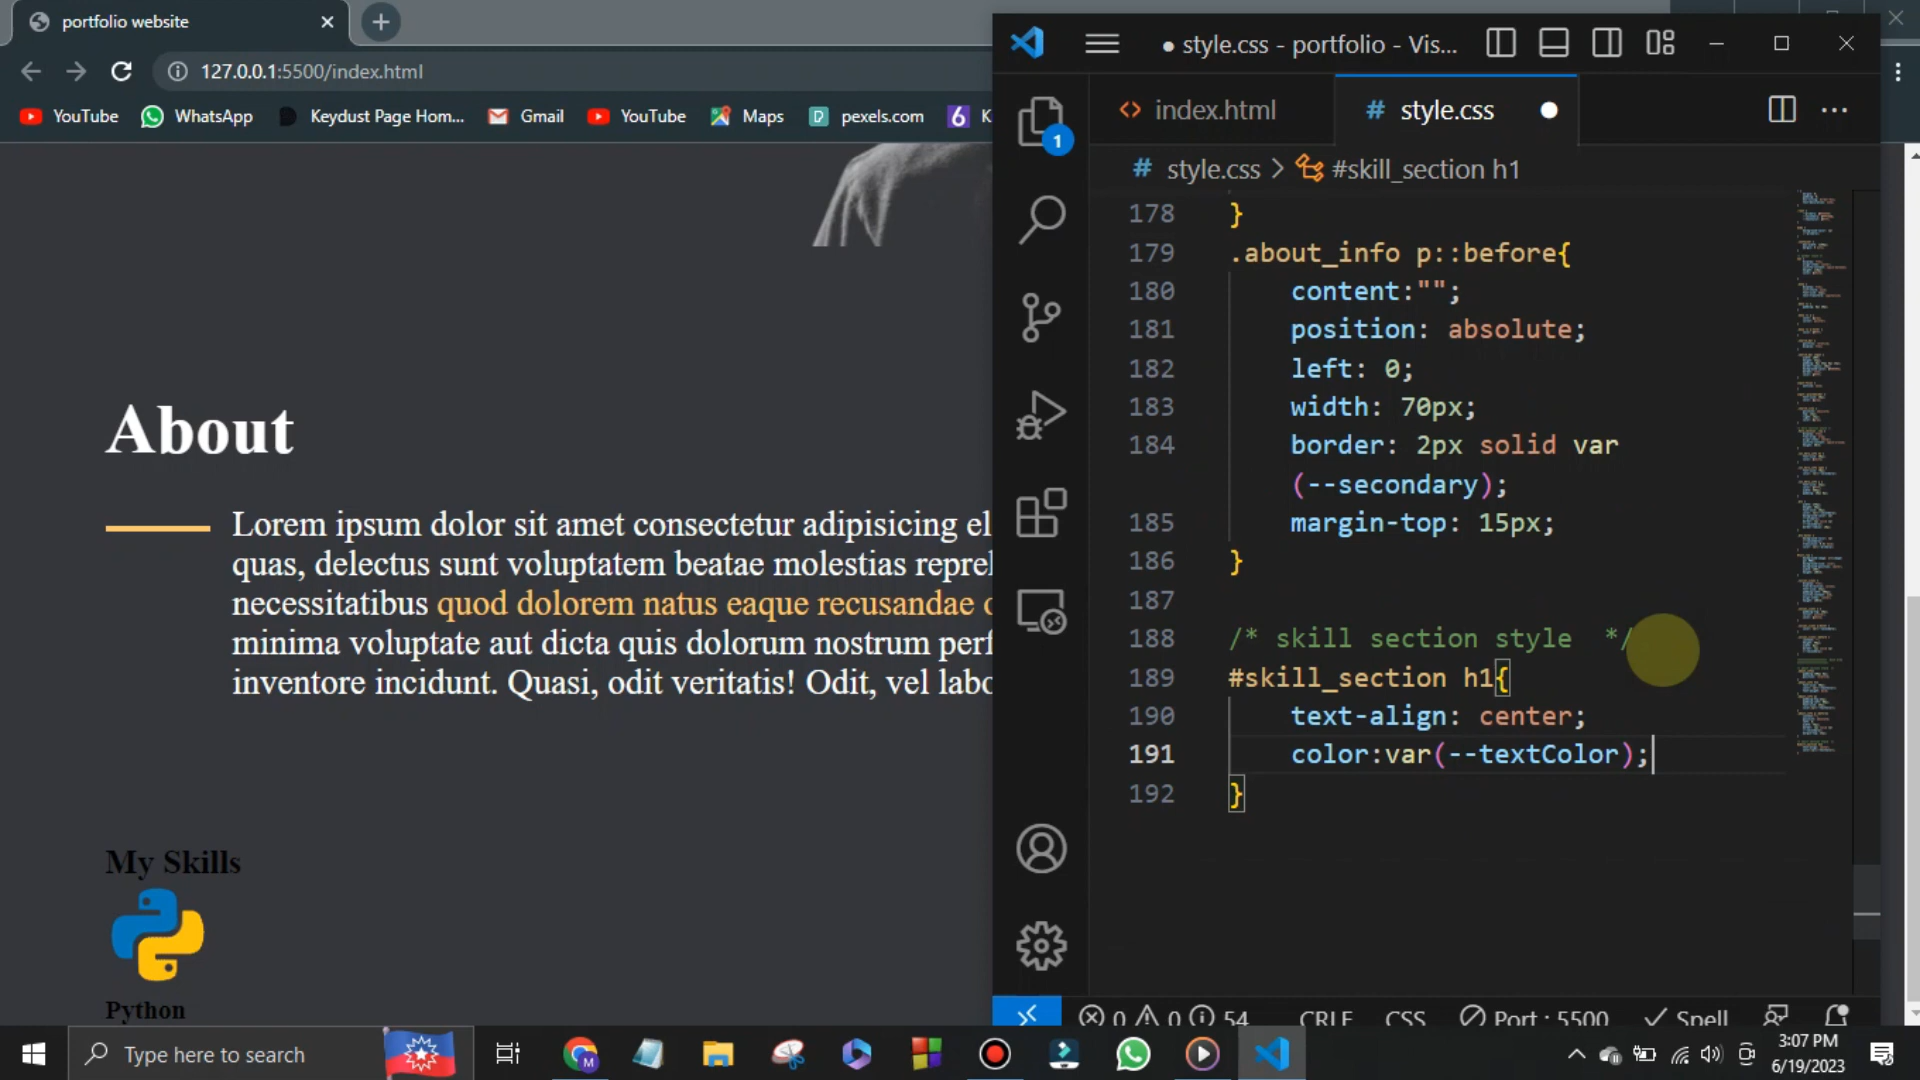 portfolio website
127.0.0.1:5500/index.html
YouTube
WhatsApp
Keydust Page Hom...
Gmail
YouTube
Maps
pexels.com
K
About
Lorem ipsum dolor sit amet consectetur adipisicing el
quas, delectus sunt voluptatem beatae molestias
necessitatibus quod dolorem natus eaque recusandae
minima voluptate aut dicta quis dolorum nostrum
inventore incidunt. Quasi, odit veritatis! Odit, vel
My Skills
Python
● style.css - portfolio - Vis...
<> index.html
# style.css
1
# style.css > #skill_section h1
178 }
179 .about_info p::before{
180 content:"";
181 position: absolute;
182 left: 0;
183 width: 70px;
184 border: 2px solid var
(--secondary);
185 margin-top: 15px;
186 }
187
188 /* skill section style  */
189 #skill_section h1{
190 text-align: center;
191 color:var(--textColor);
192 }
0 0 54
CRLF
CSS
Port : 5500
Spell
Type here to search
M
3:07 PM
6/19/2023